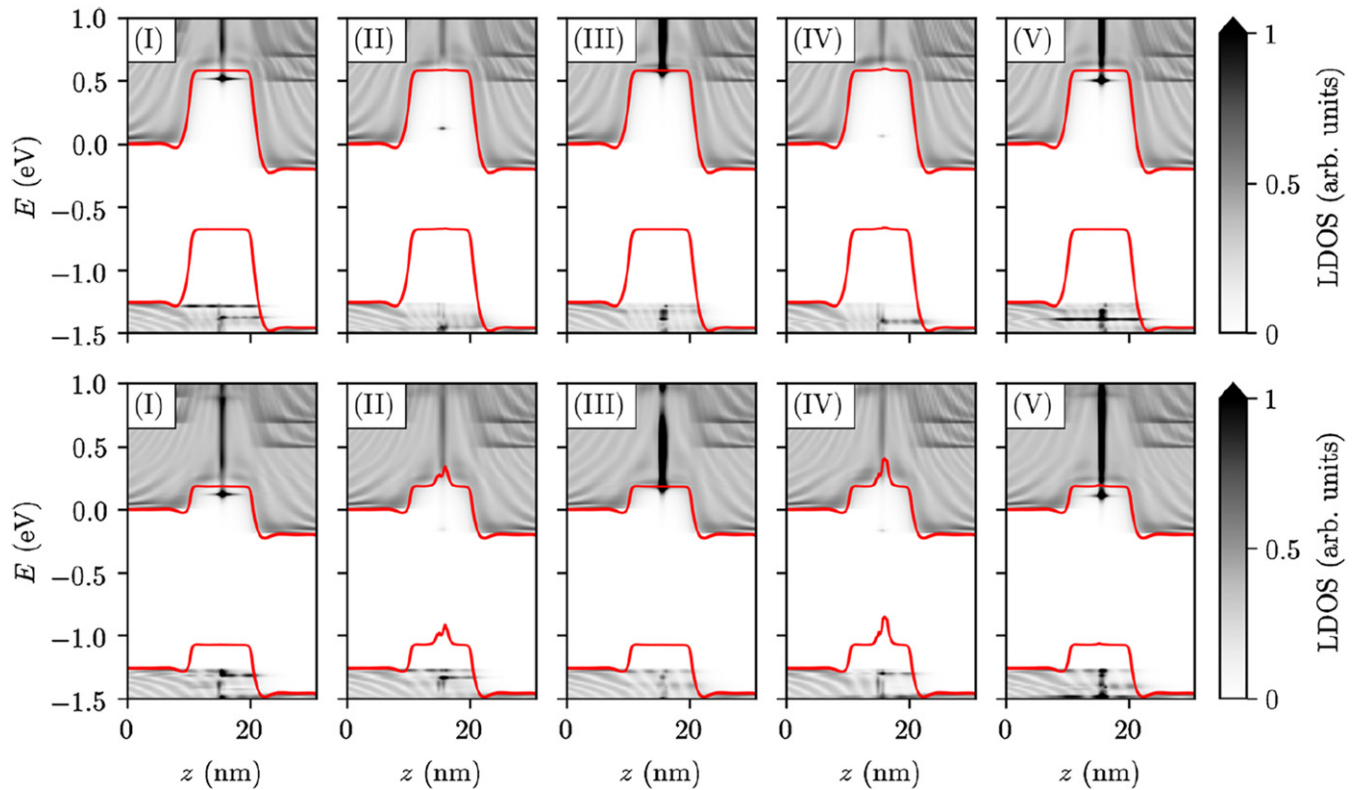 (I) (II) (III) (IV) (V)
1.0
0.5
0.0
−0.5
−1.0
−1.5
E (eV)
1
0.5
0
LDOS (arb. units)
(I) (II) (III) (IV) (V)
1.0
0.5
0.0
−0.5
−1.0
−1.5
E (eV)
1
0.5
0
LDOS (arb. units)
0 20 0 20 0 20 0 20 0 20
z (nm) z (nm) z (nm) z (nm) z (nm)